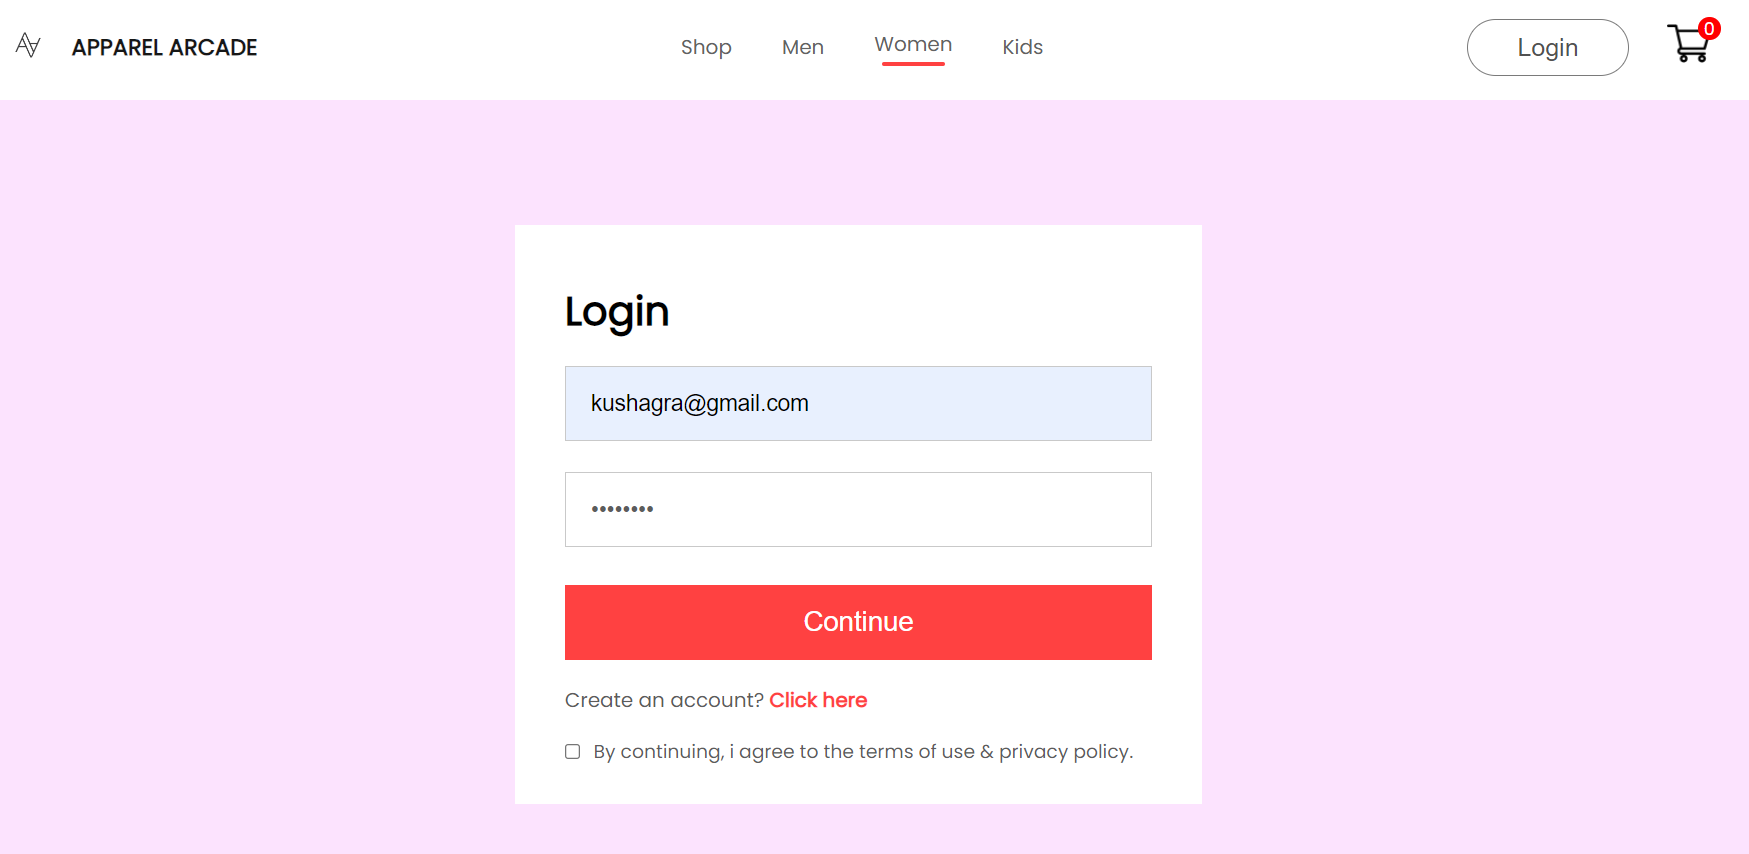 APPAREL ARCADE
Shop Men Women Kids
Login
0
Login
kushagra@gmail.com
••••••••
Continue
Create an account? Click here
By continuing, i agree to the terms of use & privacy policy.